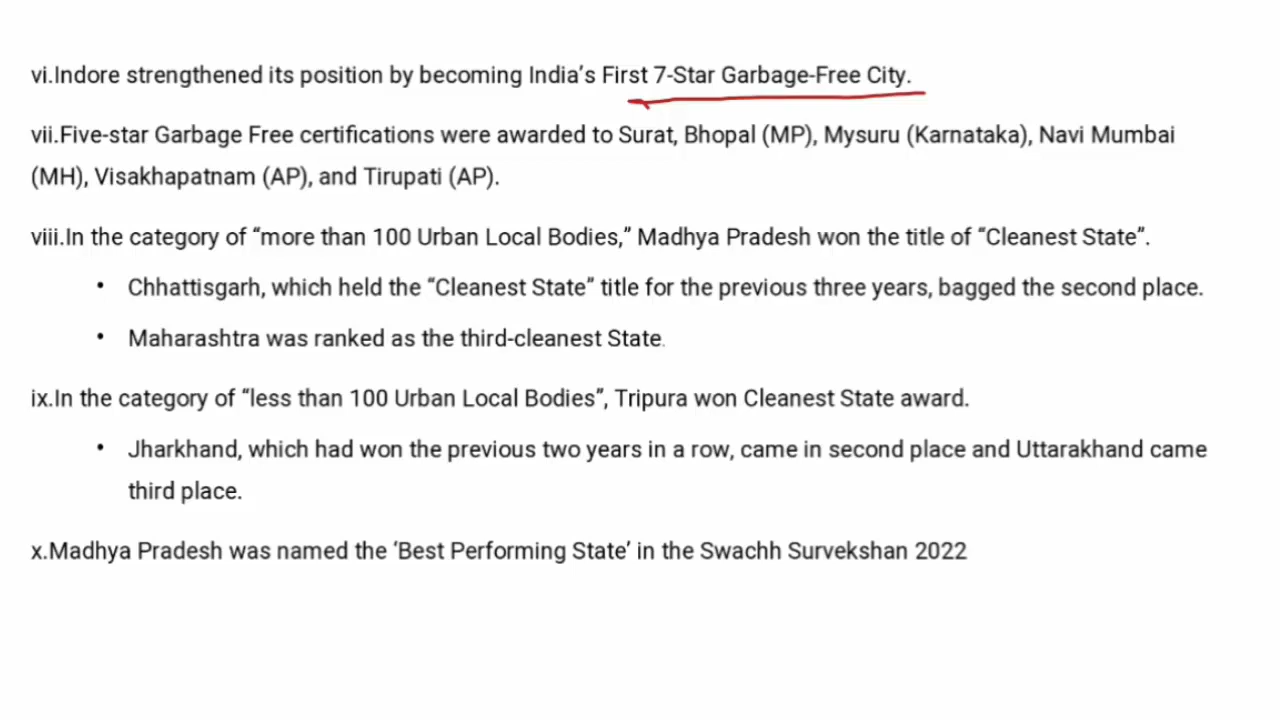 vi.Indore strengthened its position by becoming India’s First 7-Star Garbage-Free City.
vii.Five-star Garbage Free certifications were awarded to Surat, Bhopal (MP), Mysuru (Karnataka), Navi Mumbai
(MH), Visakhapatnam (AP), and Tirupati (AP).
viii.In the category of “more than 100 Urban Local Bodies,” Madhya Pradesh won the title of “Cleanest State”.
• Chhattisgarh, which held the “Cleanest State” title for the previous three years, bagged the second place.
• Maharashtra was ranked as the third-cleanest State.
ix.In the category of “less than 100 Urban Local Bodies”, Tripura won Cleanest State award.
• Jharkhand, which had won the previous two years in a row, came in second place and Uttarakhand came
third place.
x.Madhya Pradesh was named the ‘Best Performing State’ in the Swachh Survekshan 2022